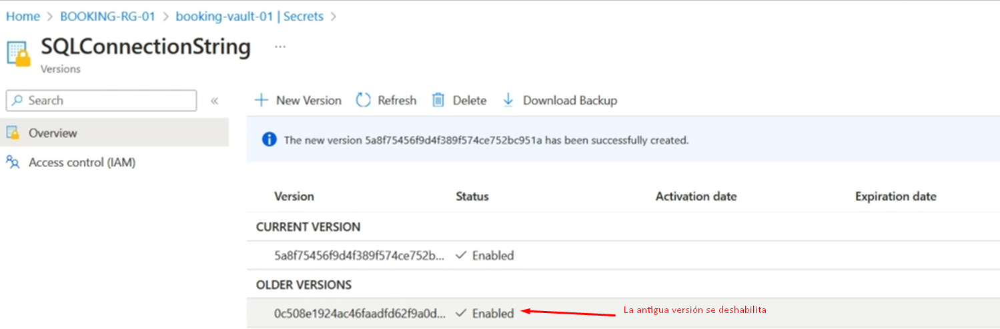 Home > BOOKING-RG-01 > booking-vault-01 | Secrets >
SQLConnectionString ...
Versions
Search «
+ New Version Refresh Delete Download Backup
Overview
The new version 5a8f75456f9d4f389f574ce752bc951a has been successfully created.
Access control (IAM)
Version Status Activation date Expiration date
CURRENT VERSION
5a8f75456f9d4f389f574ce752b... ✓ Enabled
OLDER VERSIONS
0c508e1924ac46faadfd62f9a0d... ✓ Enabled La antigua versión se deshabilita